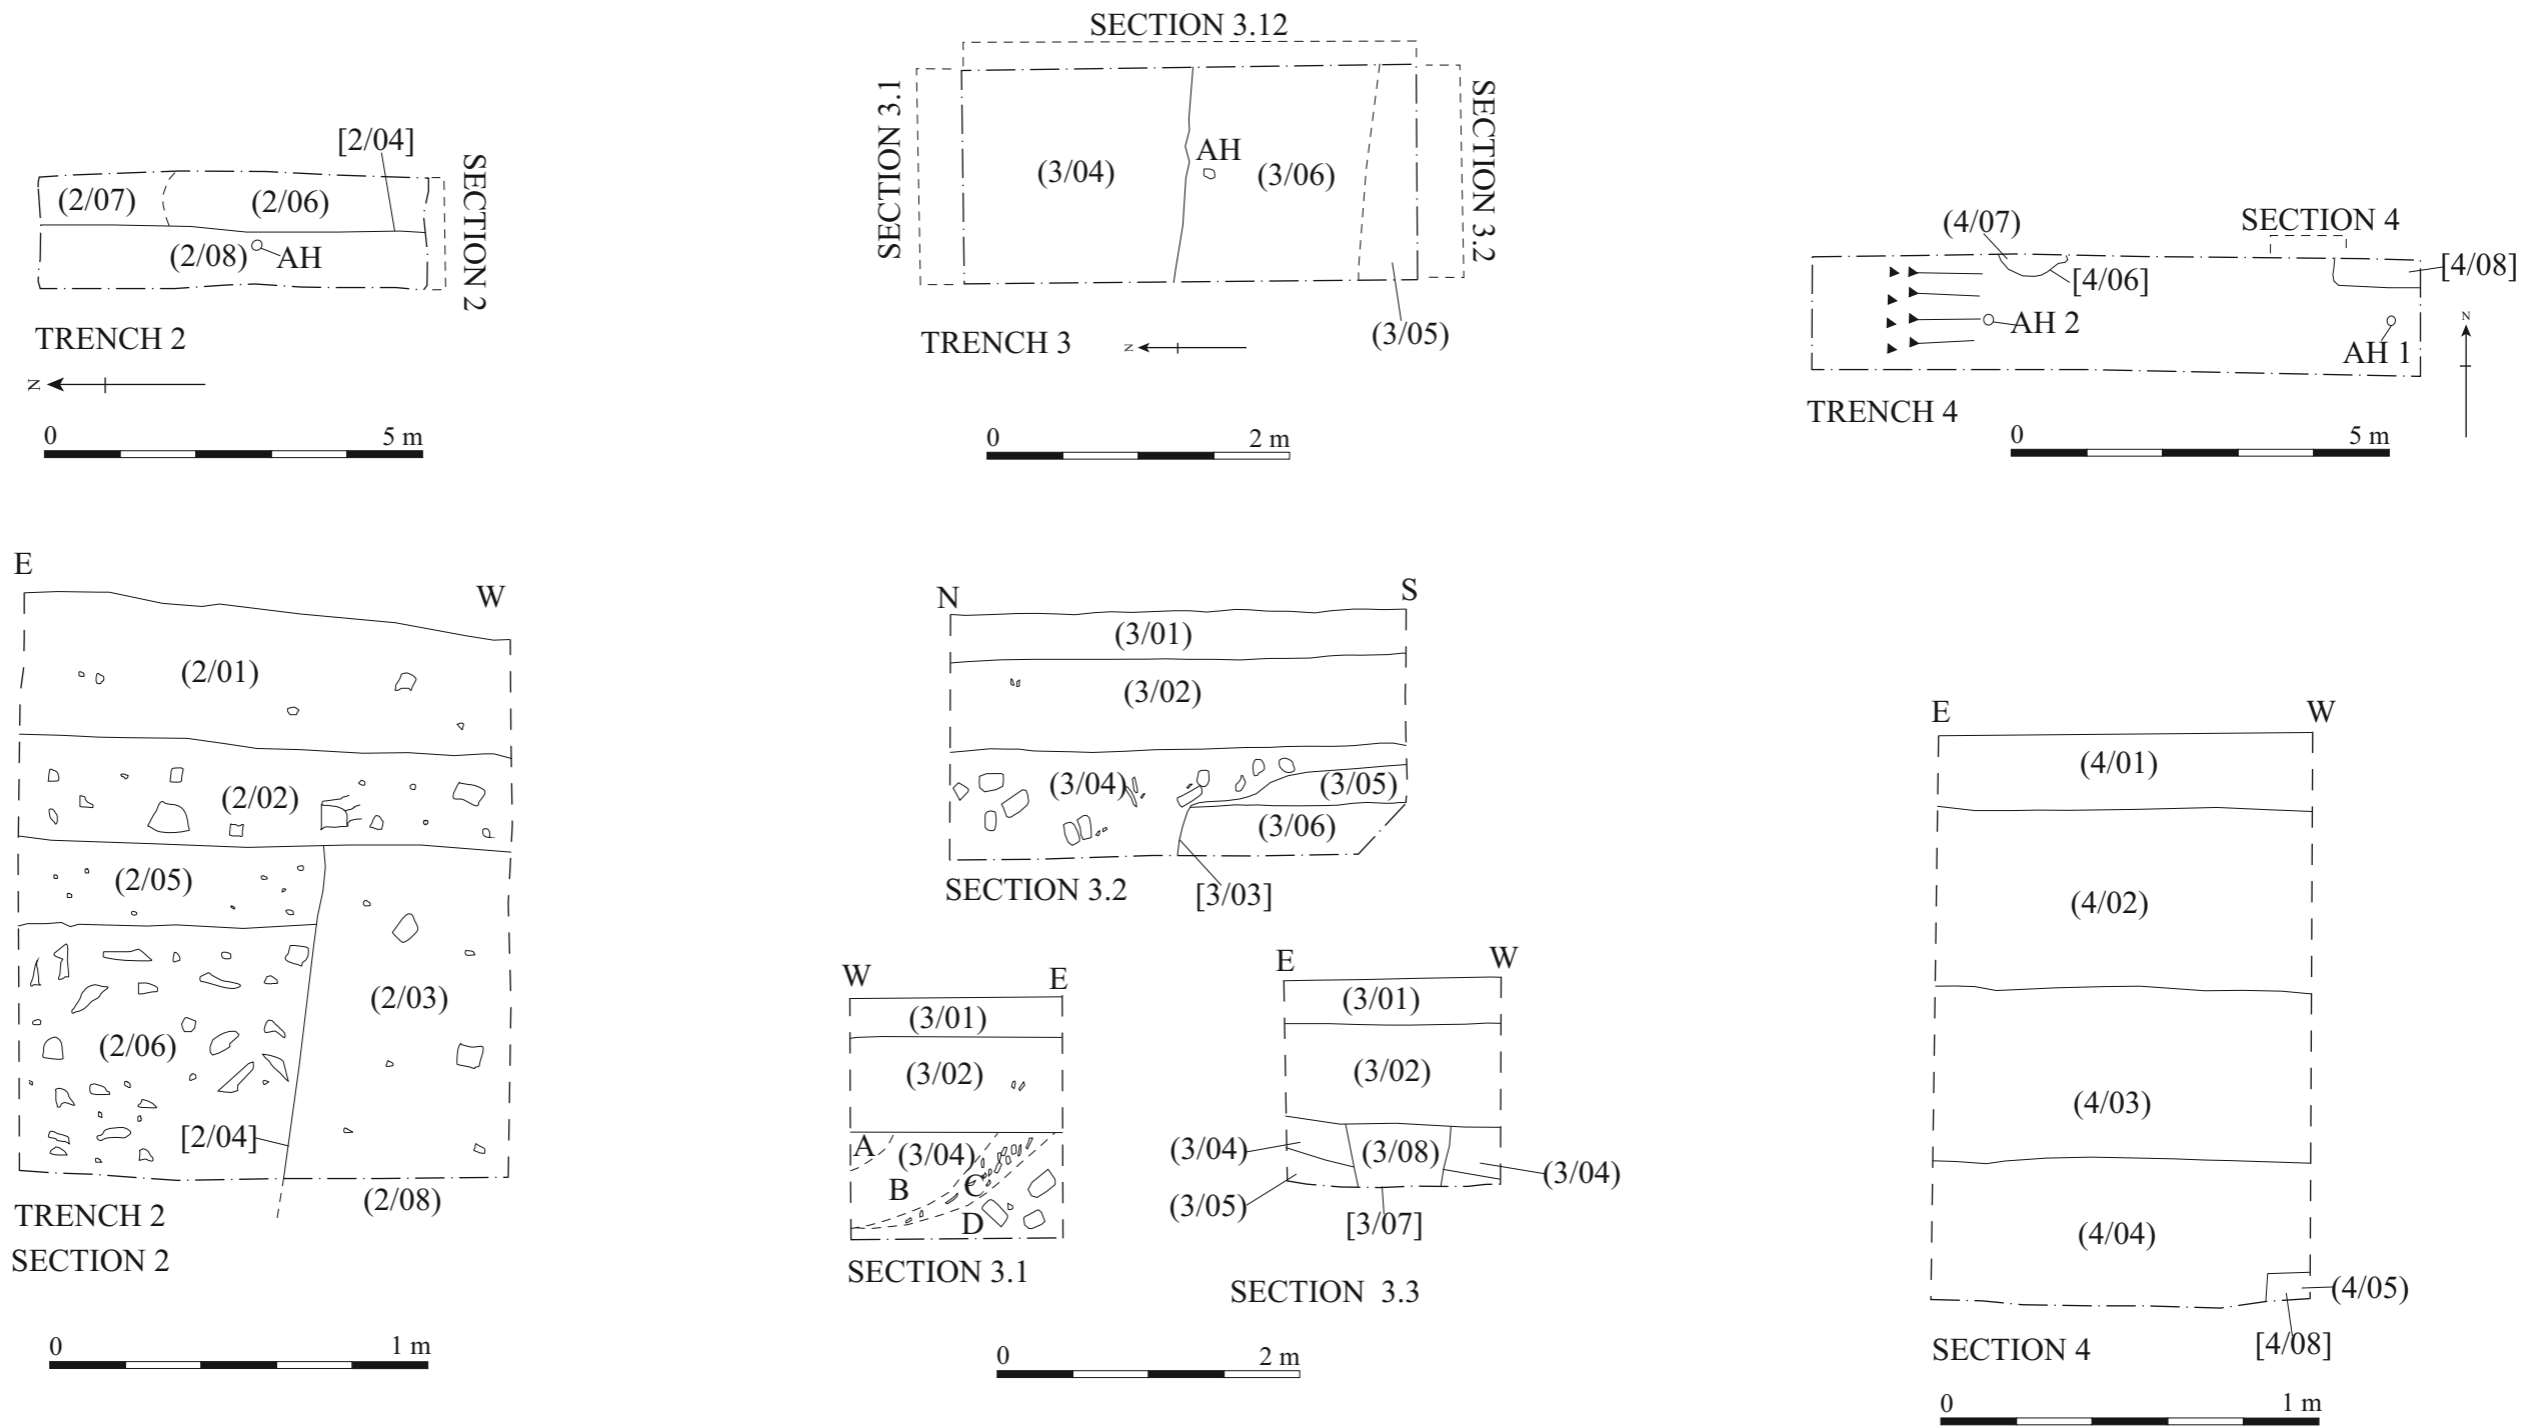 [2/04]
(2/07)
(2/06)
(2/08)
AH
SECTION 2
TRENCH 2
N
0
5 m
SECTION 3.12
SECTION 3.1
(3/04)
AH
(3/06)
SECTION 3.2
(3/05)
TRENCH 3
N
0
2 m
(4/07)
SECTION 4
[4/08]
[4/06]
AH 2
AH 1
N
TRENCH 4
0
5 m
E
W
(2/01)
(2/02)
(2/05)
(2/03)
(2/06)
[2/04]
(2/08)
TRENCH 2
SECTION 2
0
1 m
N
S
(3/01)
(3/02)
(3/04)
(3/05)
(3/06)
SECTION 3.2
[3/03]
W
E
(3/01)
(3/02)
A
(3/04)
B
C
D
SECTION 3.1
E
W
(3/01)
(3/02)
(3/04)
(3/08)
(3/04)
(3/05)
[3/07]
SECTION 3.3
0
2 m
E
W
(4/01)
(4/02)
(4/03)
(4/04)
(4/05)
[4/08]
SECTION 4
0
1 m